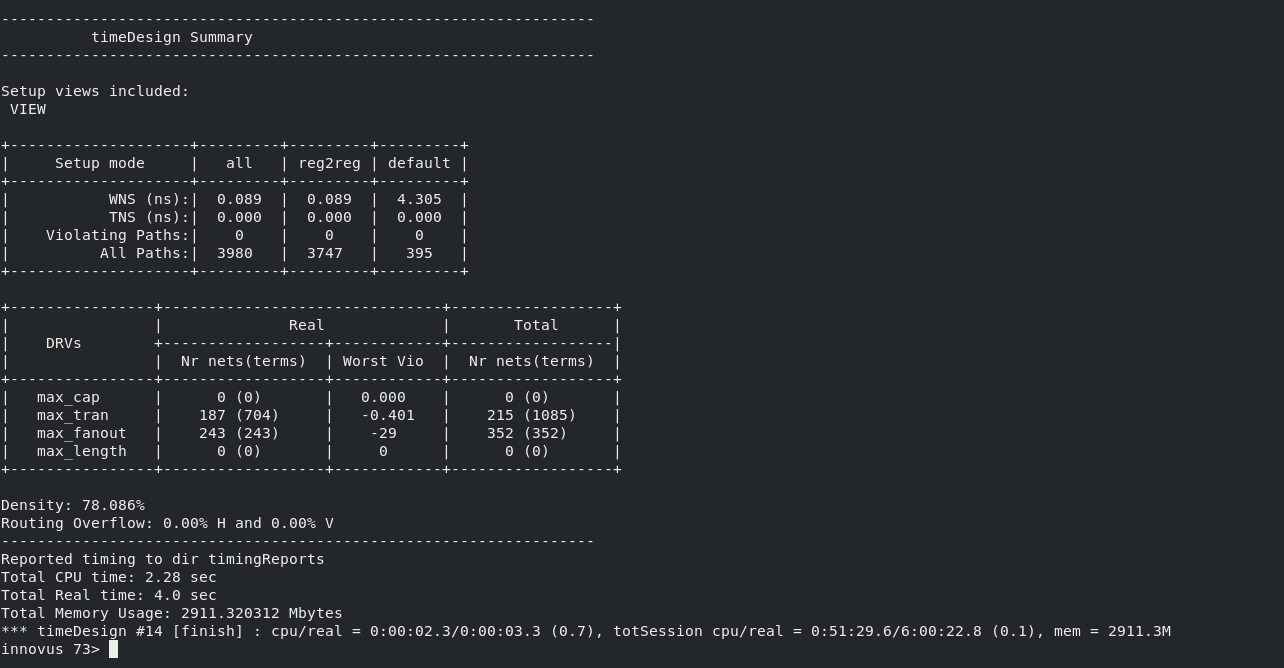 ------------------------------------------------------------------
          timeDesign Summary
------------------------------------------------------------------

Setup views included:
 VIEW

+--------------------+---------+---------+---------+
|     Setup mode     |   all   | reg2reg | default |
+--------------------+---------+---------+---------+
|           WNS (ns):|  0.089  |  0.089  |  4.305  |
|           TNS (ns):|  0.000  |  0.000  |  0.000  |
|    Violating Paths:|    0    |    0    |    0    |
|          All Paths:|  3980   |  3747   |   395   |
+--------------------+---------+---------+---------+

+----------------+-------------------------------+------------------+
|                |              Real             |       Total      |
|    DRVs        +------------------+------------+------------------|
|                |  Nr nets(terms)  | Worst Vio  |  Nr nets(terms)  |
+----------------+------------------+------------+------------------+
|   max_cap      |      0 (0)       |   0.000    |      0 (0)       |
|   max_tran     |    187 (704)     |   -0.401   |    215 (1085)    |
|   max_fanout   |    243 (243)     |    -29     |    352 (352)     |
|   max_length   |      0 (0)       |     0      |      0 (0)       |
+----------------+------------------+------------+------------------+

Density: 78.086%
Routing Overflow: 0.00% H and 0.00% V
------------------------------------------------------------------
Reported timing to dir timingReports
Total CPU time: 2.28 sec
Total Real time: 4.0 sec
Total Memory Usage: 2911.320312 Mbytes
*** timeDesign #14 [finish] : cpu/real = 0:00:02.3/0:00:03.3 (0.7), totSession cpu/real = 0:51:29.6/6:00:22.8 (0.1), mem = 2911.3M
innovus 73>